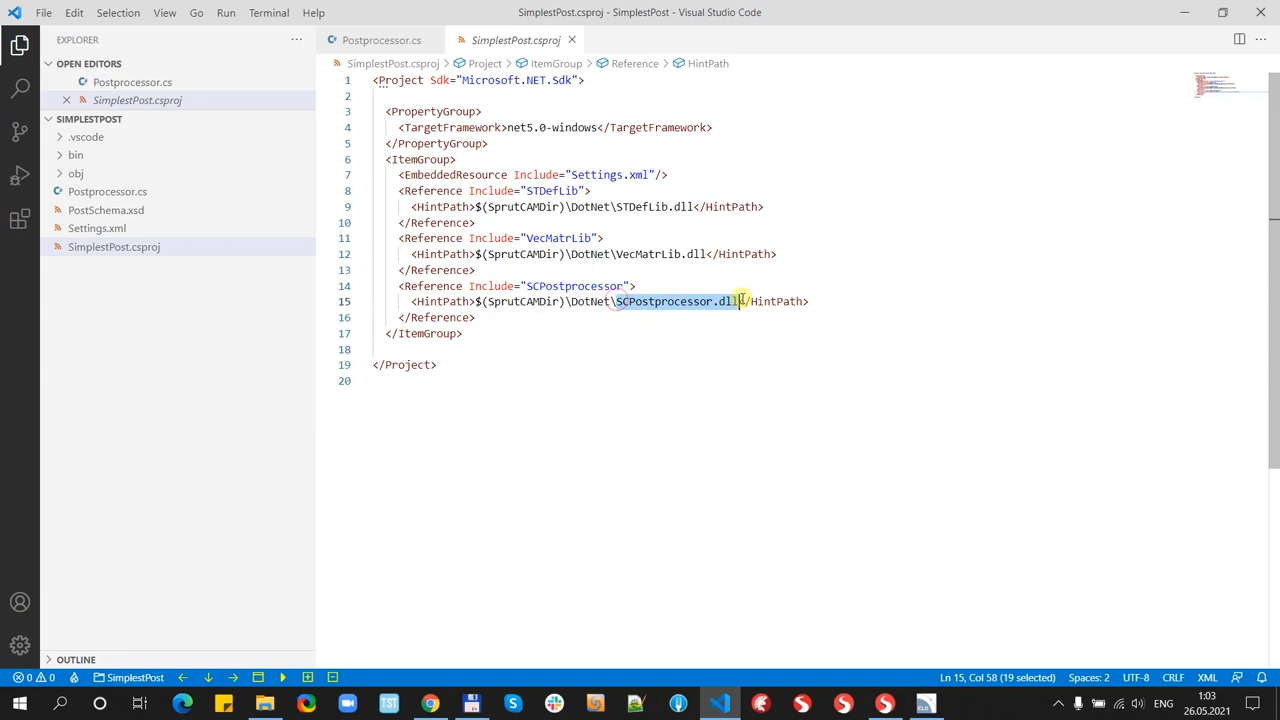 File Edit Selection View Go Run Terminal Help
SimplestPost.csproj - SimplestPost - Visual Studio Code
EXPLORER
OPEN EDITORS
Postprocessor.cs
SimplestPost.csproj
SIMPLESTPOST
.vscode
bin
obj
Postprocessor.cs
PostSchema.xsd
Settings.xml
SimplestPost.csproj
OUTLINE
Postprocessor.cs
SimplestPost.csproj
SimplestPost.csproj > Project > ItemGroup > Reference > HintPath
1 <Project Sdk="Microsoft.NET.Sdk">
2
3 <PropertyGroup>
4 <TargetFramework>net5.0-windows</TargetFramework>
5 </PropertyGroup>
6 <ItemGroup>
7 <EmbeddedResource Include="Settings.xml"/>
8 <Reference Include="STDefLib">
9 <HintPath>$(SprutCAMDir)\DotNet\STDefLib.dll</HintPath>
10 </Reference>
11 <Reference Include="VecMatrLib">
12 <HintPath>$(SprutCAMDir)\DotNet\VecMatrLib.dll</HintPath>
13 </Reference>
14 <Reference Include="SCPostprocessor">
15 <HintPath>$(SprutCAMDir)\DotNet\SCPostprocessor.dll</HintPath>
16 </Reference>
17 </ItemGroup>
18
19 </Project>
20
0 0 SimplestPost
Ln 15, Col 58 (19 selected) Spaces: 2 UTF-8 CRLF XML
TST
CLD
ENG
1:03
26.05.2021